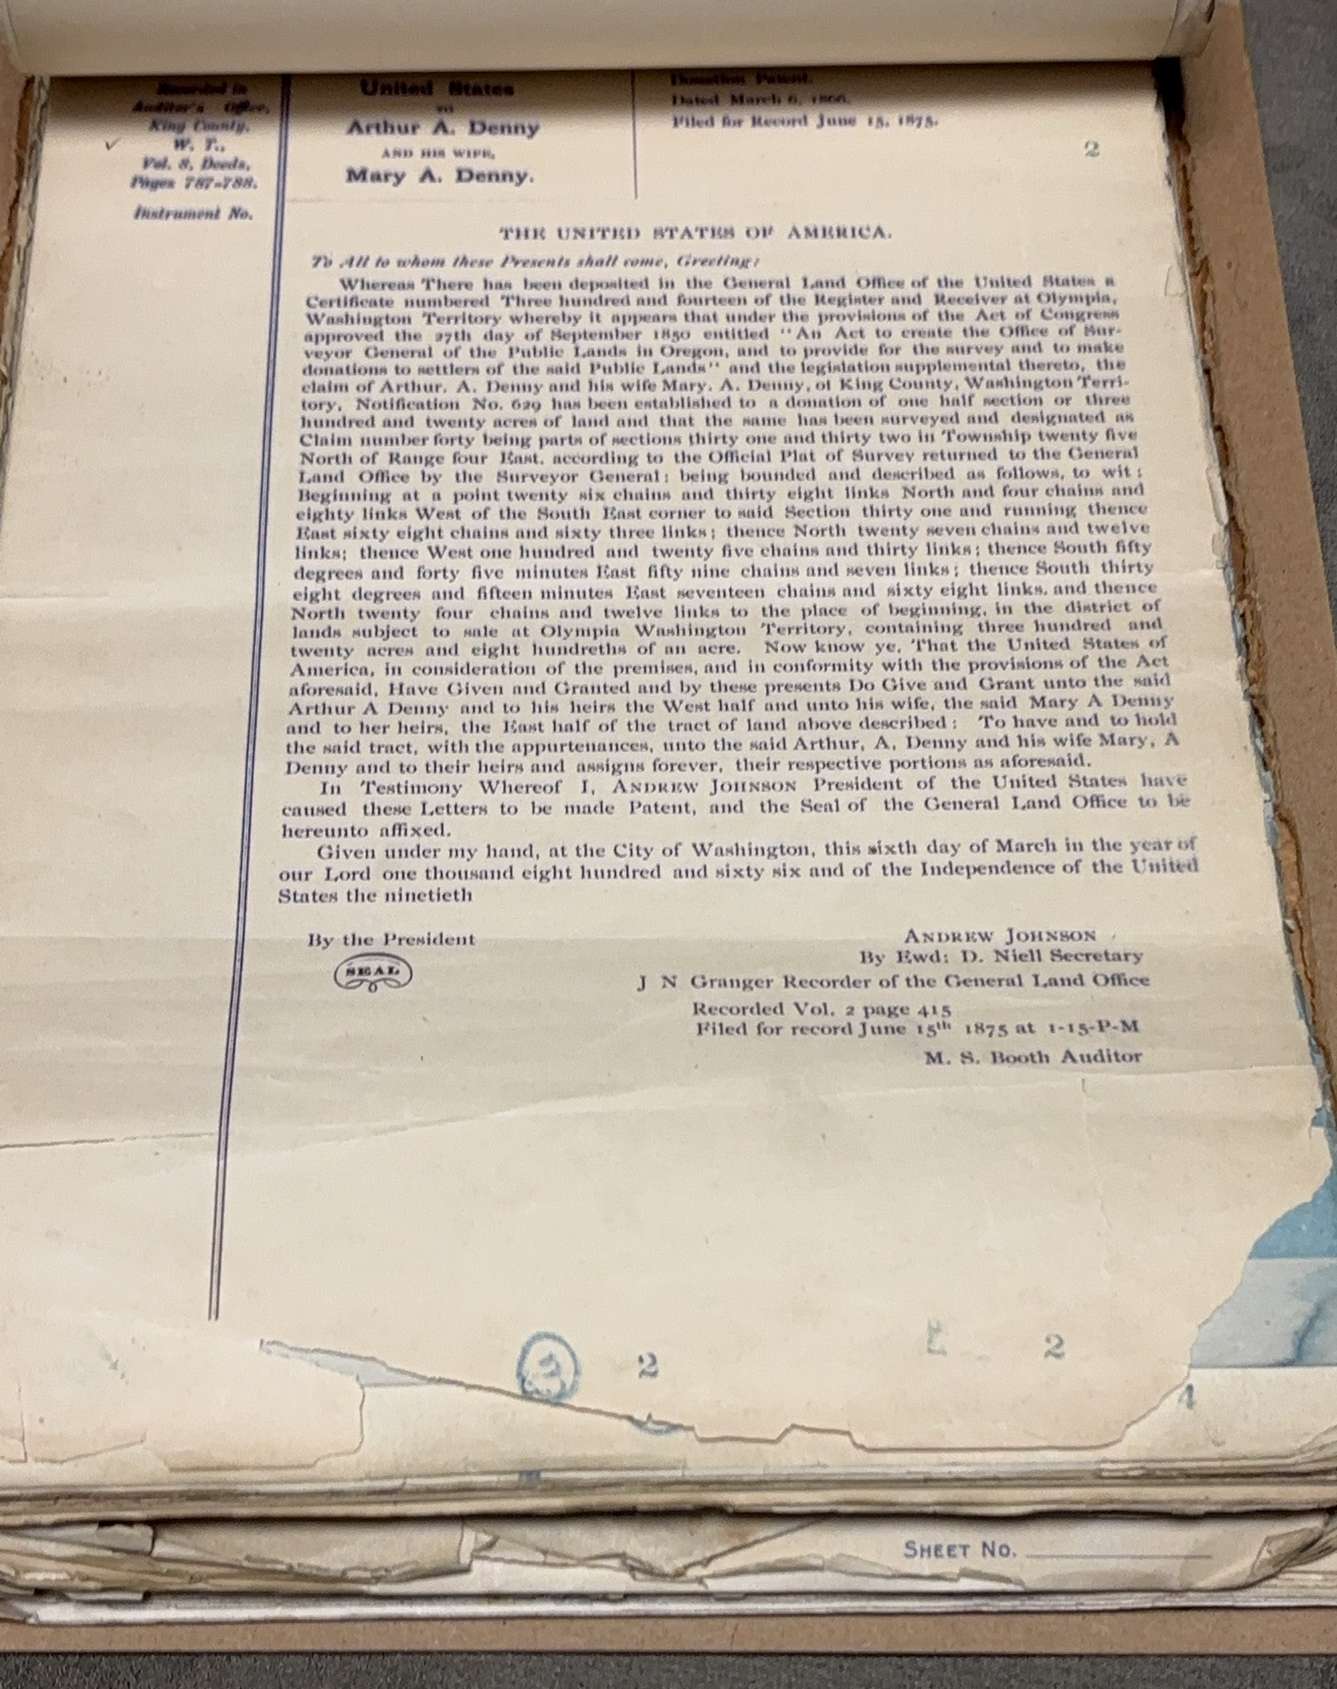 Recorded in
Auditor's Office,
King County,
W. T.,
Vol. 8, Deeds,
Pages 787-788.
Instrument No.
United States
TO
Arthur A. Denny
AND HIS WIFE,
Mary A. Denny.
Donation Patent.
Dated March 6, 1866.
Filed for Record June 15, 1875.
2
THE UNITED STATES OF AMERICA.
To All to whom these Presents shall come, Greeting:
Whereas There has been deposited in the General Land Office of the United States a
Certificate numbered Three hundred and fourteen of the Register and Receiver at Olympia,
Washington Territory whereby it appears that under the provisions of the Act of Congress
approved the 27th day of September 1850 entitled "An Act to create the Office of Sur-
veyor General of the Public Lands in Oregon, and to provide for the survey and to make
donations to settlers of the said Public Lands" and the legislation supplemental thereto, the
claim of Arthur. A. Denny and his wife Mary. A. Denny, of King County, Washington Terri-
tory, Notification No. 629 has been established to a donation of one half section or three
hundred and twenty acres of land and that the same has been surveyed and designated as
Claim number forty being parts of sections thirty one and thirty two in Township twenty five
North of Range four East, according to the Official Plat of Survey returned to the General
Land Office by the Surveyor General; being bounded and described as follows, to wit;
Beginning at a point twenty six chains and thirty eight links North and four chains and
eighty links West of the South East corner to said Section thirty one and running thence
East sixty eight chains and sixty three links; thence North twenty seven chains and twelve
links; thence West one hundred and twenty five chains and thirty links; thence South fifty
degrees and forty five minutes East fifty nine chains and seven links; thence South thirty
eight degrees and fifteen minutes East seventeen chains and sixty eight links, and thence
North twenty four chains and twelve links to the place of beginning, in the district of
lands subject to sale at Olympia Washington Territory, containing three hundred and
twenty acres and eight hundreths of an acre. Now know ye, That the United States of
America, in consideration of the premises, and in conformity with the provisions of the Act
aforesaid, Have Given and Granted and by these presents Do Give and Grant unto the said
Arthur A Denny and to his heirs the West half and unto his wife, the said Mary A Denny
and to her heirs, the East half of the tract of land above described: To have and to hold
the said tract, with the appurtenances, unto the said Arthur, A, Denny and his wife Mary, A
Denny and to their heirs and assigns forever, their respective portions as aforesaid.
In Testimony Whereof I, ANDREW JOHNSON President of the United States have
caused these Letters to be made Patent, and the Seal of the General Land Office to be
hereunto affixed.
Given under my hand, at the City of Washington, this sixth day of March in the year of
our Lord one thousand eight hundred and sixty six and of the Independence of the United
States the ninetieth
By the President
SEAL
ANDREW JOHNSON
By Ewd: D. Niell Secretary
J N Granger Recorder of the General Land Office
Recorded Vol. 2 page 415
Filed for record June 15th 1875 at 1-15-P-M
M. S. Booth Auditor
2
2
4
SHEET NO.